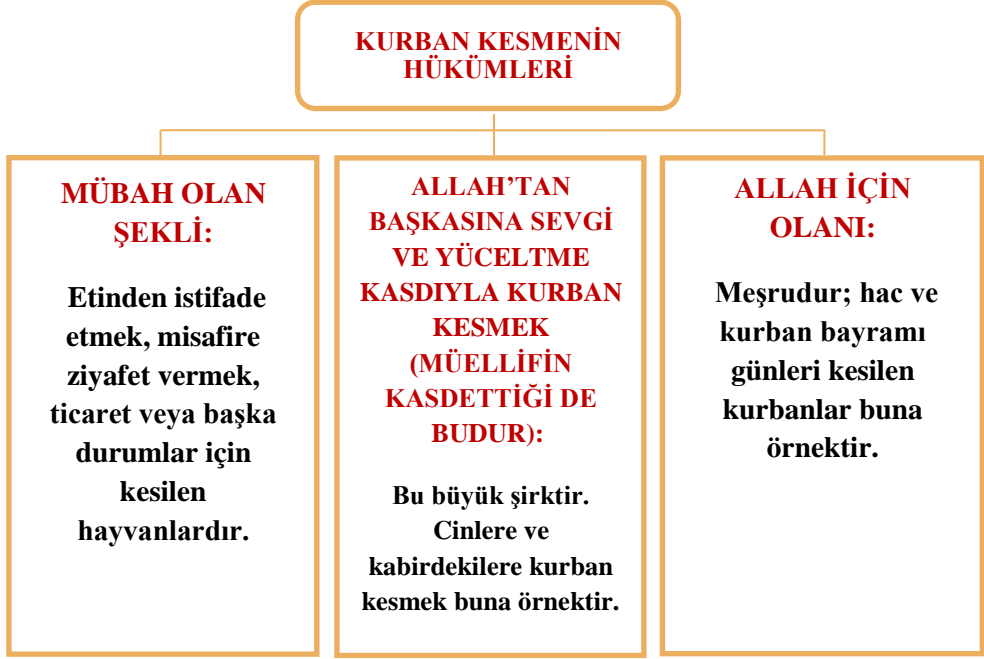 KURBAN KESMENİN
HÜKÜMLERİ
MÜBAH OLAN
ŞEKLİ:
Etinden istifade
etmek, misafire
ziyafet vermek,
ticaret veya başka
durumlar için
kesilen
hayvanlardır.
ALLAH’TAN
BAŞKASINA SEVGİ
VE YÜCELTME
KASDIYLA KURBAN
KESMEK
(MÜELLİFİN
KASDETTİĞİ DE
BUDUR):
Bu büyük şirktir.
Cinlere ve
kabirdekilere kurban
kesmek buna örnektir.
ALLAH İÇİN
OLANI:
Meşrudur; hac ve
kurban bayramı
günleri kesilen
kurbanlar buna
örnektir.